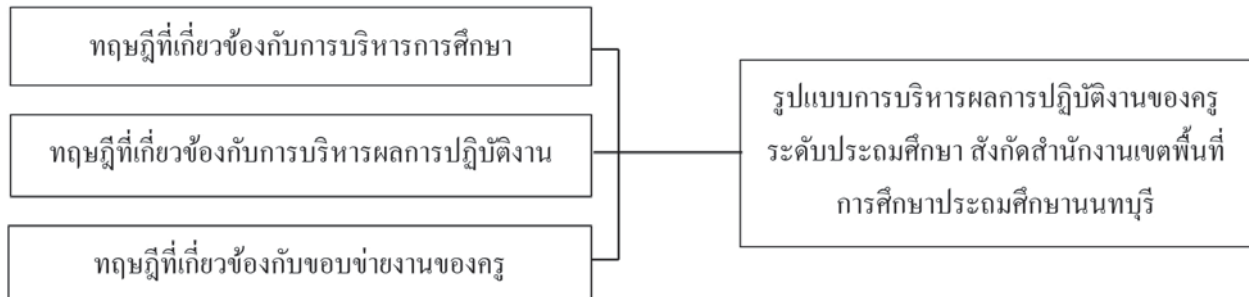 ทฤษฎีที่เกี่ยวข้องกับการบริหารการศึกษา
ทฤษฎีที่เกี่ยวข้องกับการบริหารผลการปฏิบัติงาน
ทฤษฎีที่เกี่ยวข้องกับขอบข่ายงานของครู
รูปแบบการบริหารผลการปฏิบัติงานของครู
ระดับประถมศึกษา สังกัดสำนักงานเขตพื้นที่
การศึกษาประถมศึกษานนทบุรี